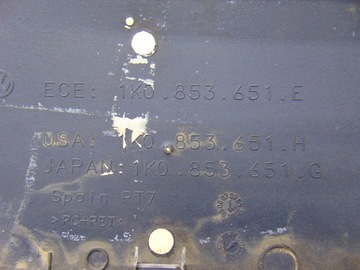 ECE: 1K0.853.651.E
USA: 1K0.853.651.H
JAPAN: 1K0.853.651.G
Spain PT7
>PC+PBT<